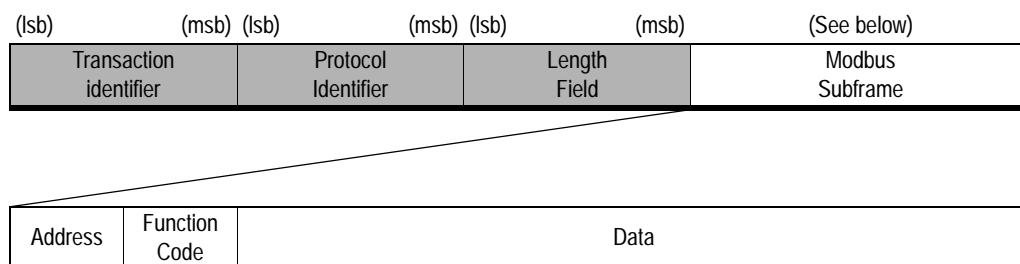 (lsb) (msb) (lsb) (msb) (lsb) (msb) (See below)
Transaction identifier
Protocol Identifier
Length Field
Modbus Subframe
Address
Function Code
Data